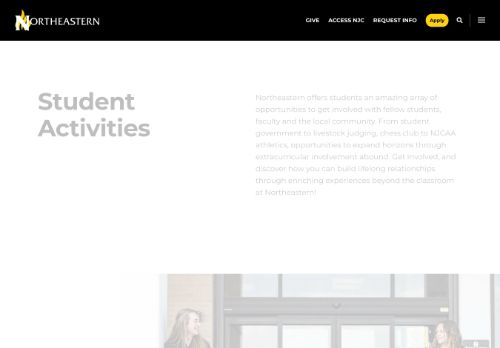 NORTHEASTERN
GIVE ACCESS NJC REQUEST INFO Apply
Student
Activities
Northeastern offers students an amazing array of
opportunities to get involved with fellow students,
faculty and the local community. From student
government to livestock judging, chess club to NJCAA
athletics, opportunities to expand horizons through
extracurricular involvement abound. Get involved, and
discover how you can build lifelong relationships
through enriching experiences beyond the classroom
at Northeastern!